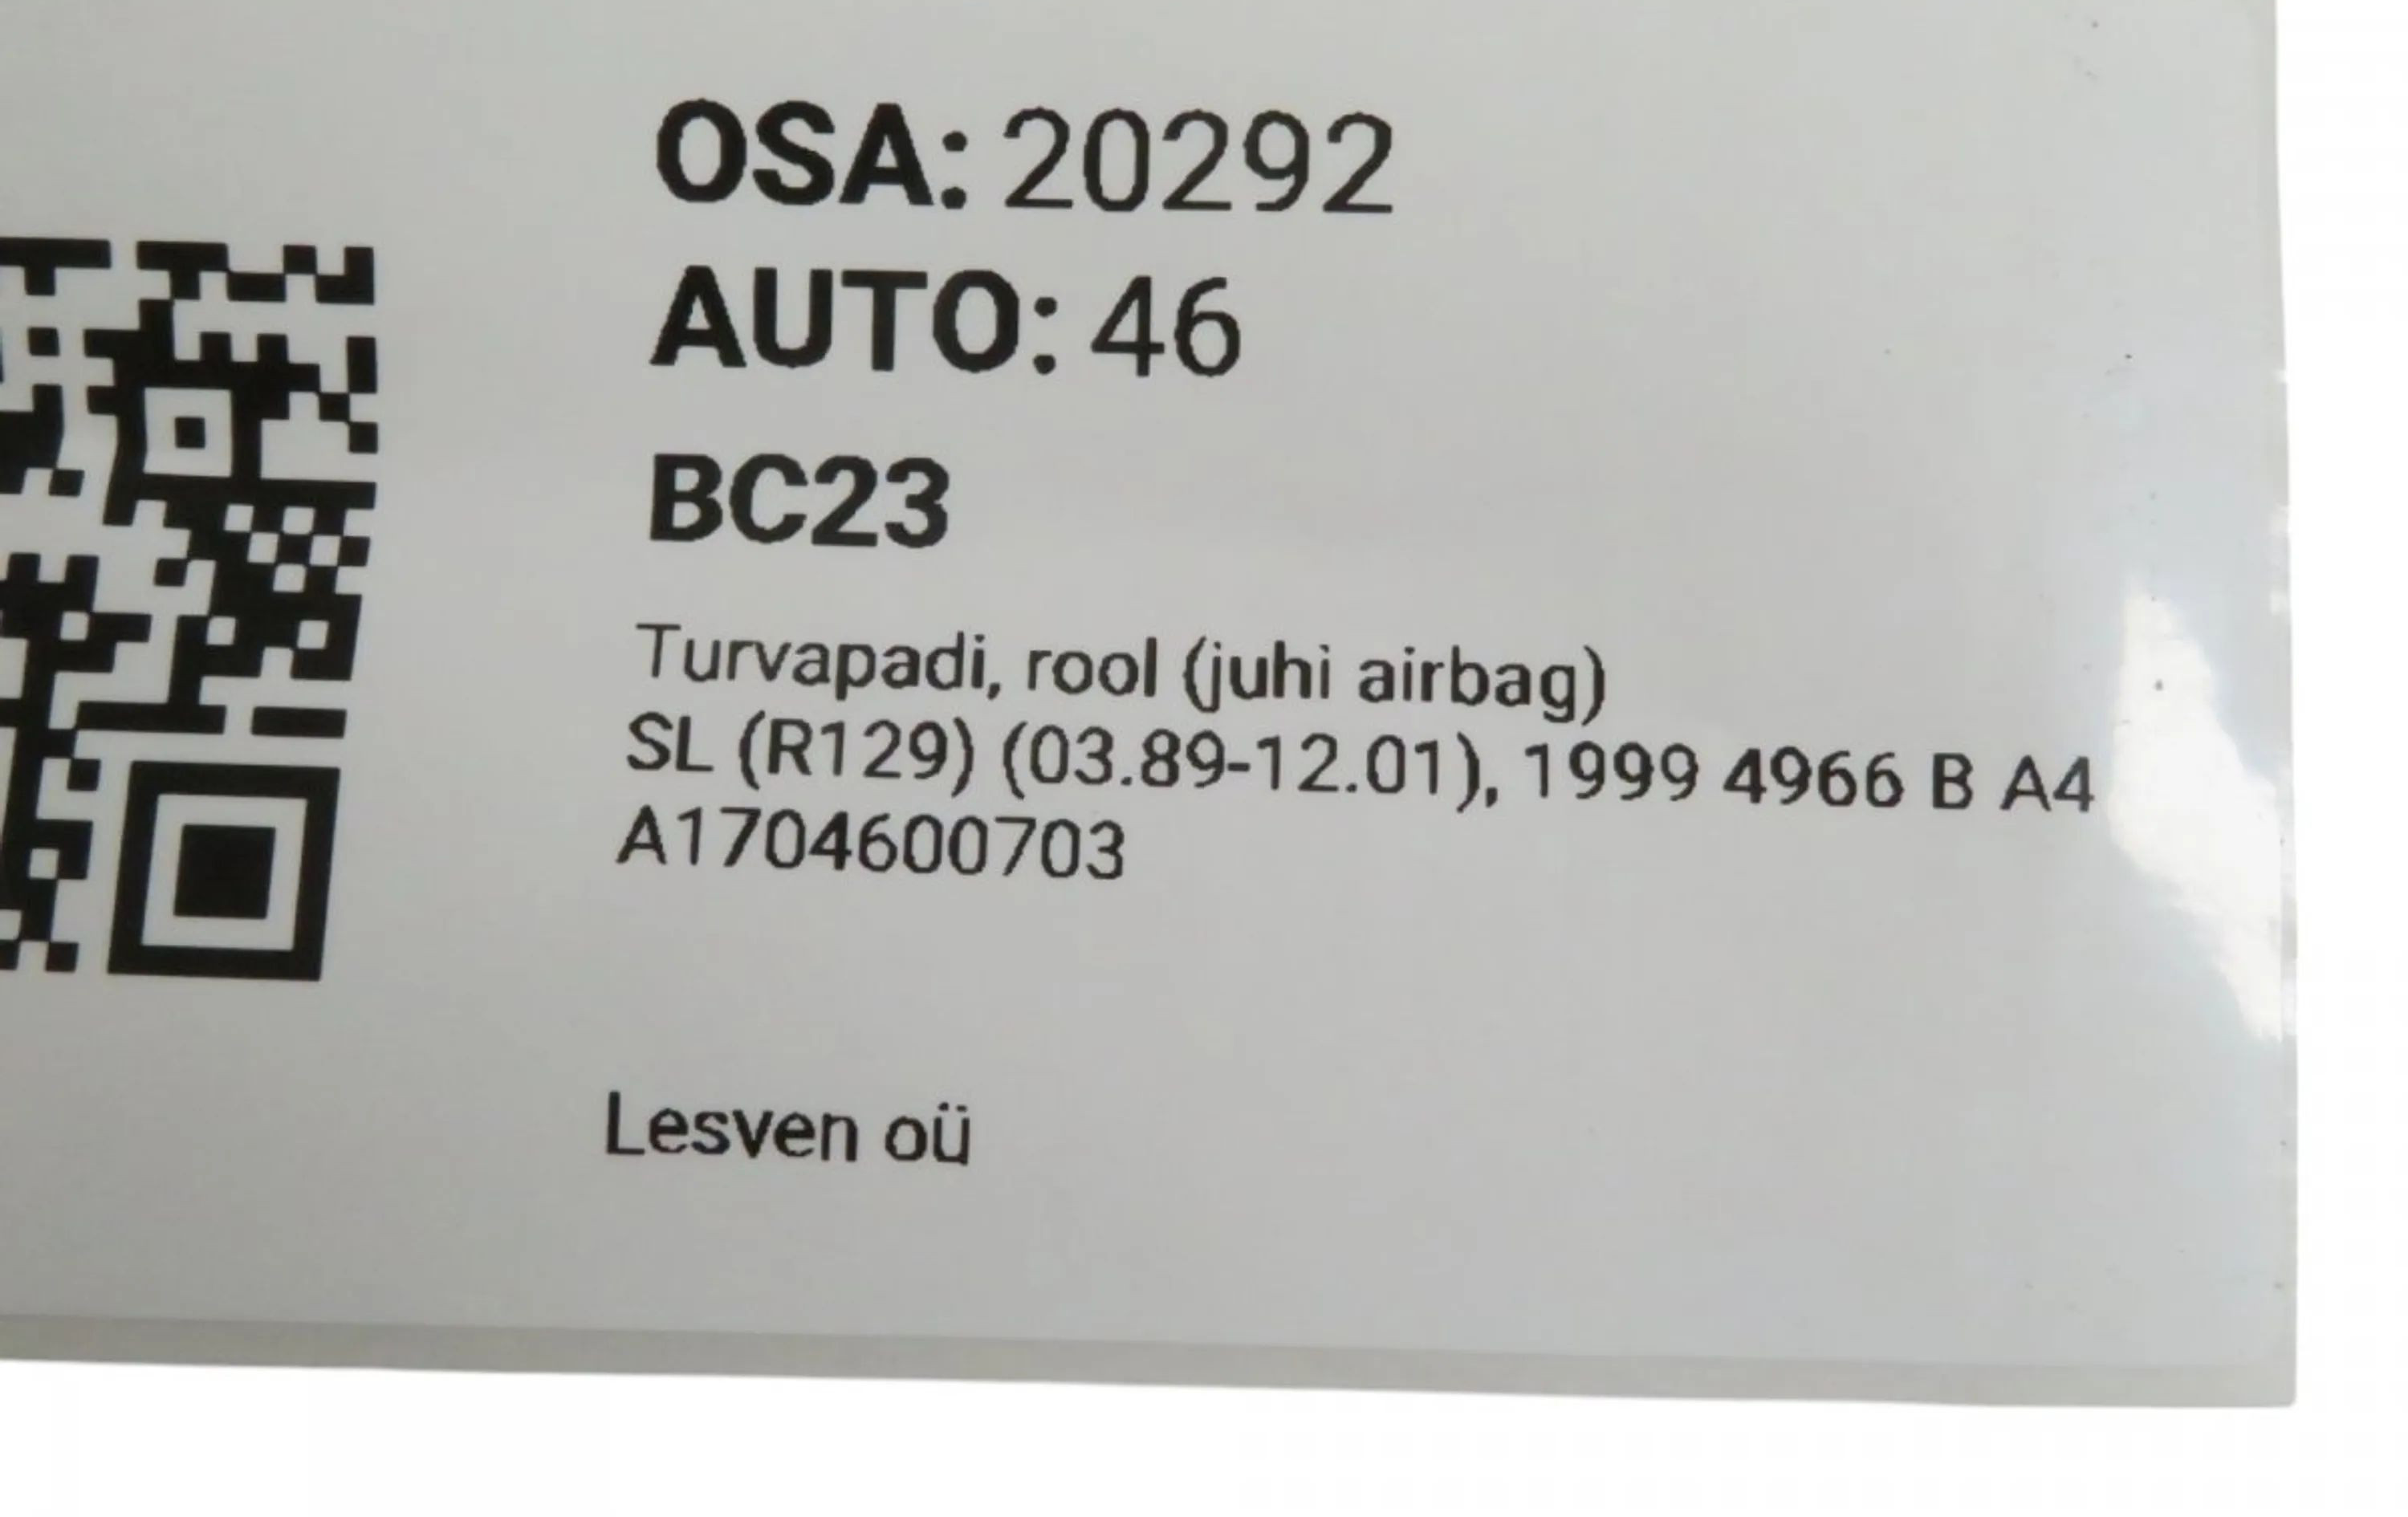 OSA: 20292
AUTO: 46
BC23
Turvapadi, rool (juhi airbag)
SL (R129) (03.89-12.01), 1999 4966 B A4
A1704600703
Lesven oü